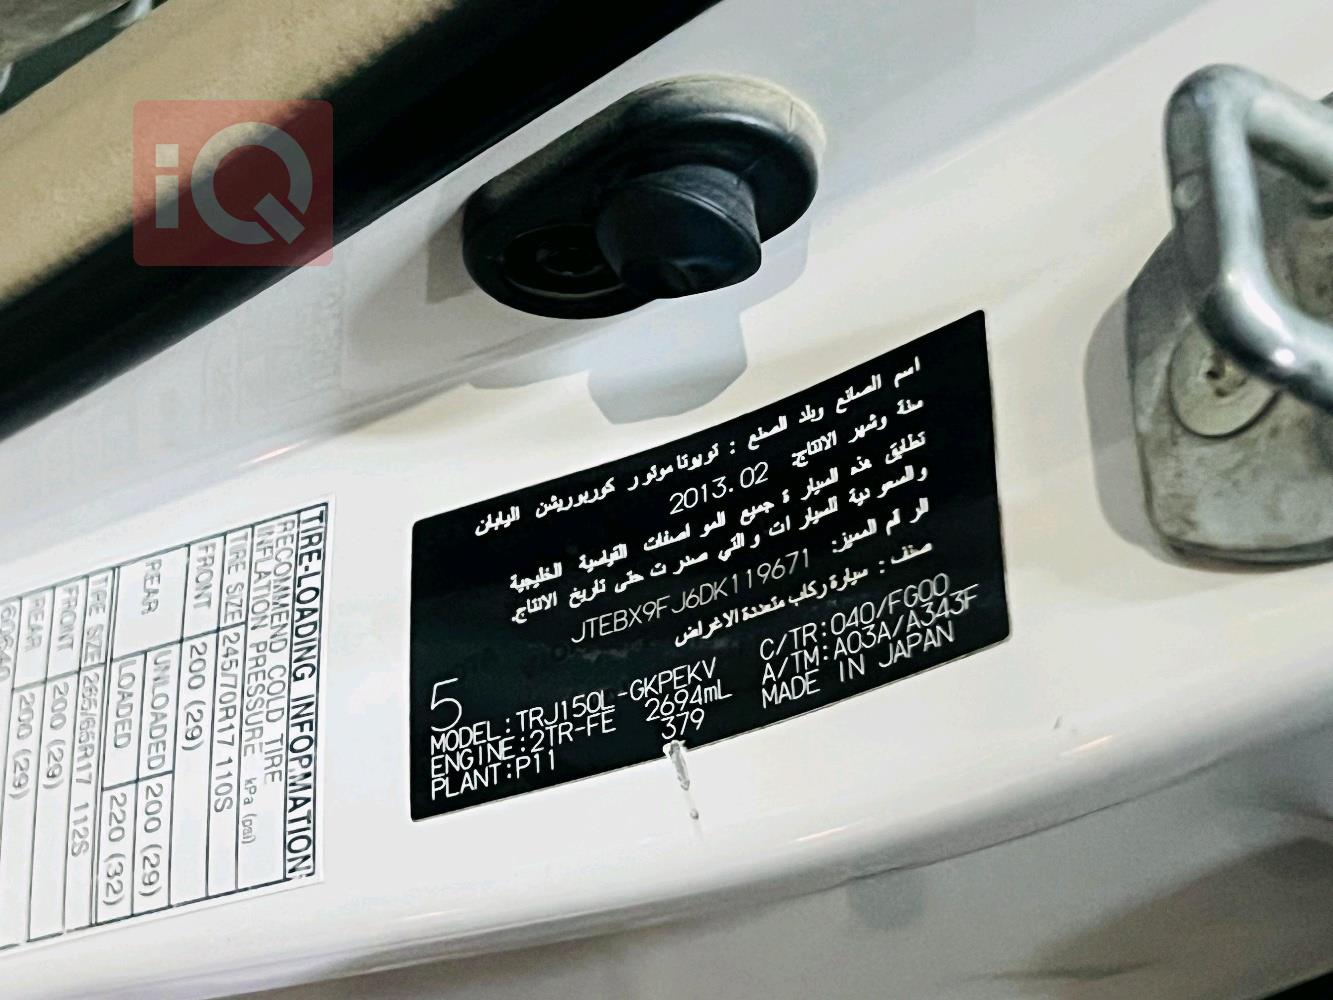 iQ
اسم الصانع وبلد الصنع : تويوتا موتور كوربوريشن اليابان
سنة وشهر الانتاج: 2013.02
تطابق هذه السيارة جميع المواصفات القياسية الخليجية
والسعودية للسيارات والتي صدرت حتى تاريخ الانتاج.
الرقم المميز: JTEBX9FJ6DK119671
صنف : سيارة ركاب متعددة الاغراض
5
MODEL:TRJ150L-GKPEKV C/TR:040/FG00
ENGINE:2TR-FE 2694mL A/TM:A03A/A343F
PLANT:P11 379 MADE IN JAPAN
TIRE-LOADING INFORMATION
RECOMMEND COLD TIRE
INFLATION PRESSURE kPa (psi)
TIRE SIZE 245/70R17 110S
FRONT 200 (29)
REAR UNLOADED 200 (29)
LOADED 220 (32)
TIRE SIZE 265/65R17 112S
FRONT 200 (29)
REAR 200 (29)